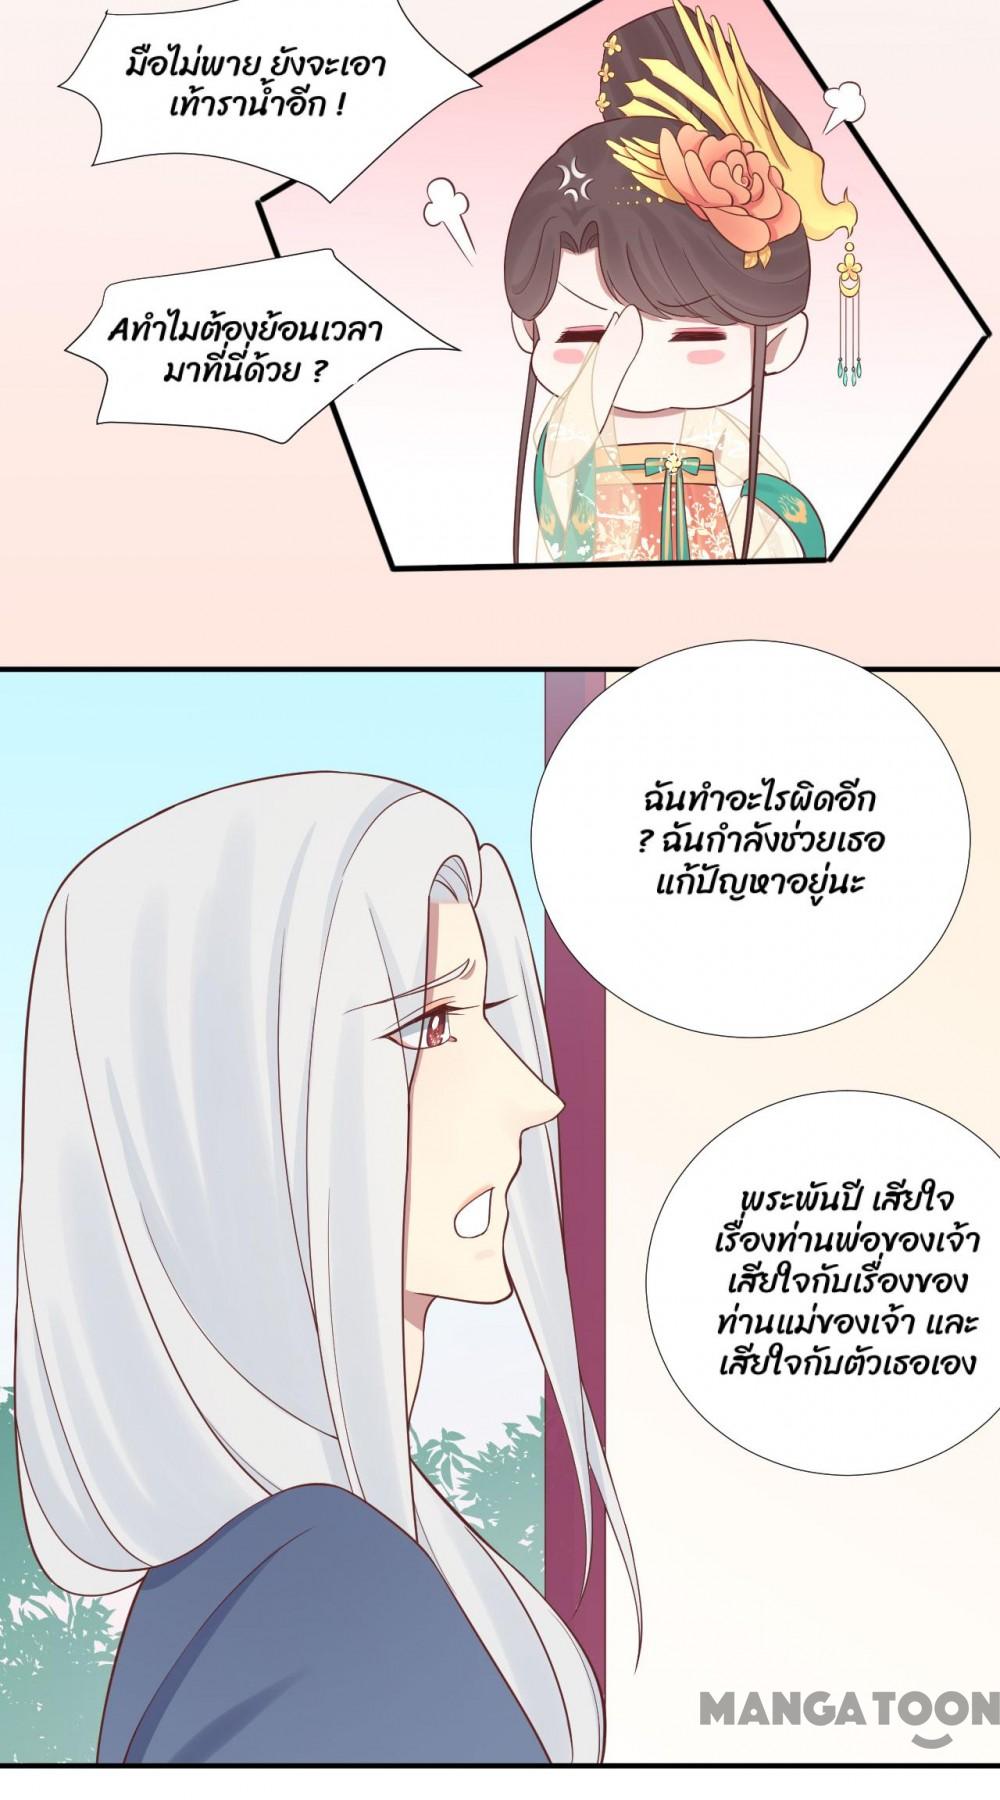 มือไม่พาย ยังจะเอา
เท้าราน้ำอีก !
Aทำไมต้องย้อนเวลา
มาที่นี่ด้วย ?
ฉันทำอะไรผิดอีก
? ฉันกำลังช่วยเธอ
แก้ปัญหาอยู่นะ
พระพันปี เสียใจ
เรื่องท่านพ่อของเจ้า
เสียใจกับเรื่องของ
ท่านแม่ของเจ้า และ
เสียใจกับตัวเธอเอง
MANGATOON